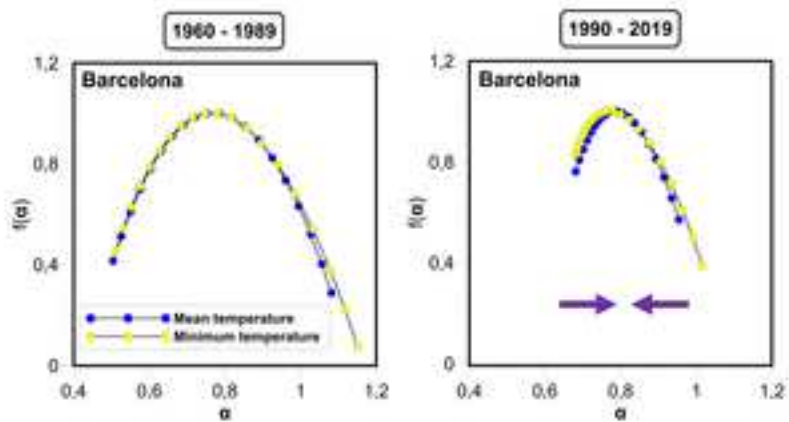 1960 - 1989
1,2
Barcelona
0,8
f(α)
0,4
Mean temperature
Minimum temperature
0
0.4
0,6
0,8
1
1,2
α
1990 - 2019
1,2
Barcelona
0,8
f(α)
0,4
0
0.4
0,6
0,8
1
1,2
α